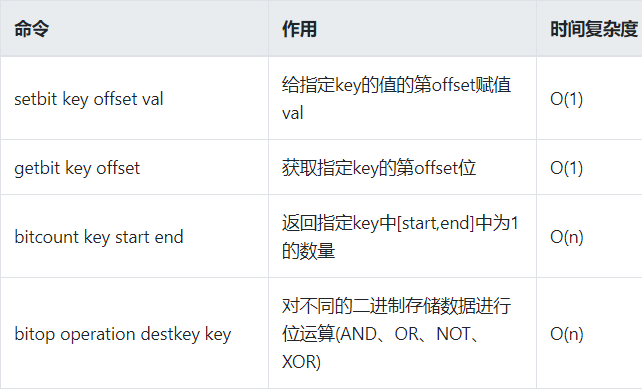 命令 作用 时间复杂度
setbit key offset val 给指定key的值的第offset赋值 O(1)
val
getbit key offset 获取指定key的第offset位 O(1)
bitcount key start end 返回指定key中[start,end]中为1 O(n)
的数量
bitop operation destkey key 对不同的二进制存储数据进行 O(n)
位运算(AND、OR、NOT、
XOR)